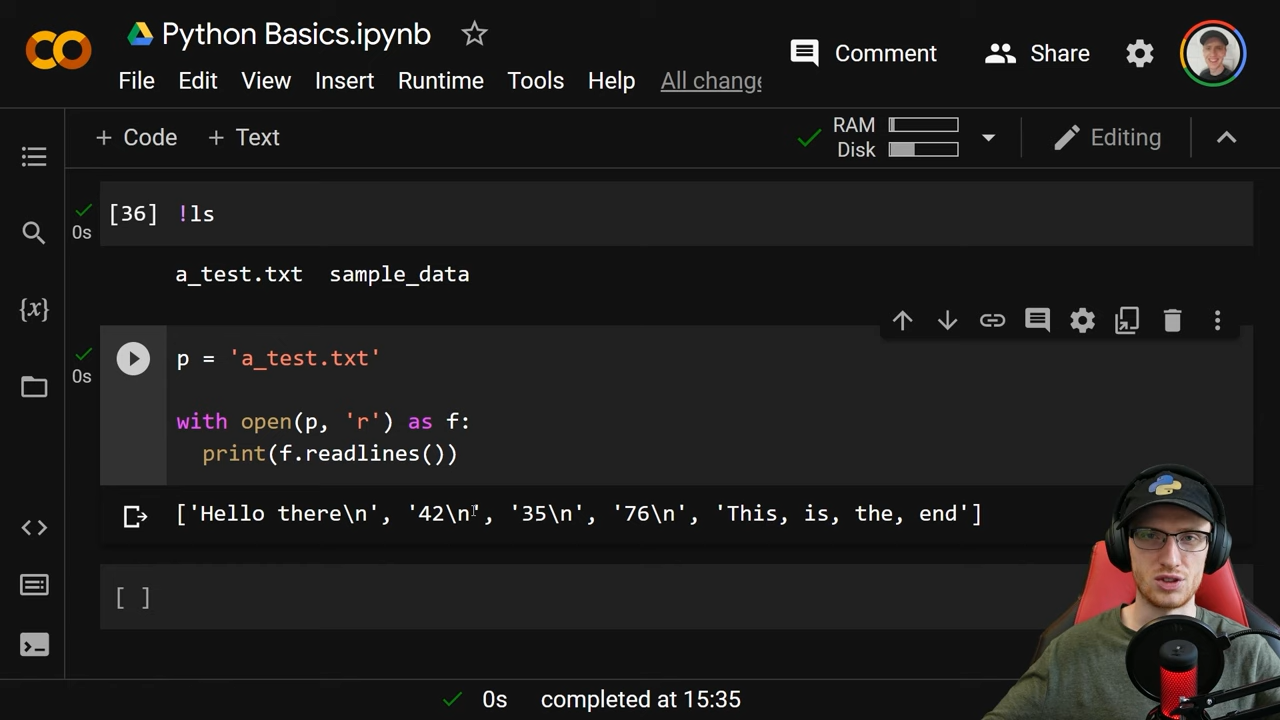 Python Basics.ipynb
Comment
Share
File Edit View Insert Runtime Tools Help All change
+ Code + Text
RAM
Disk
Editing
[36] !ls
0s
a_test.txt sample_data
{x}
p = 'a_test.txt'
0s
with open(p, 'r') as f:
print(f.readlines())
['Hello there\n', '42\n', '35\n', '76\n', 'This, is, the, end']
[ ]
0s completed at 15:35